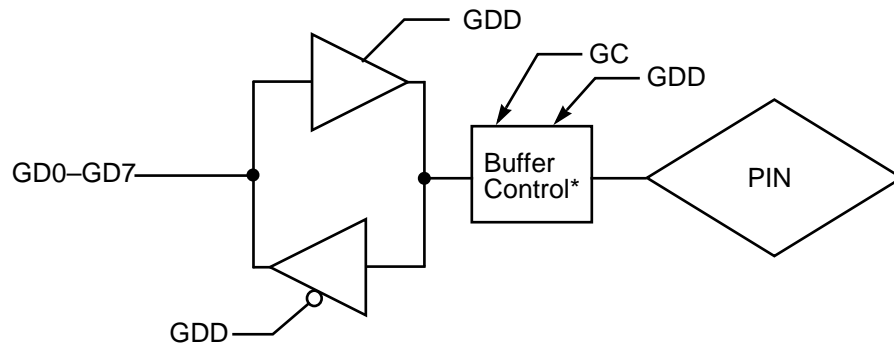 GDD
GC
GDD
GD0–GD7
Buffer
Control*
PIN
GDD